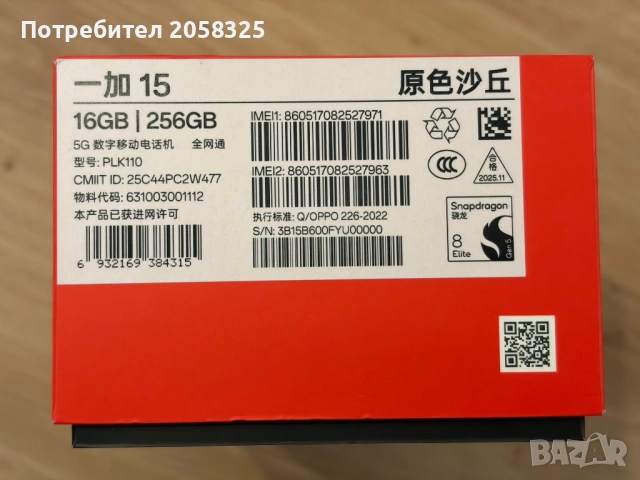 Потребител 2058325
一加 15
原色沙丘
16GB | 256GB
5G 数字移动电话机 全网通
型号: PLK110
CMIIT ID: 25C44PC2W477
物料代码: 631003001112
本产品已获进网许可
6 932169 384315
IMEI1: 860517082527971
IMEI2: 860517082527963
执行标准: Q/OPPO 226-2022
S/N: 3B15B600FYU00000
CCC
合格
2025.11
Snapdragon
骁龙
8
Elite
Gen 5
BAZAR
bg